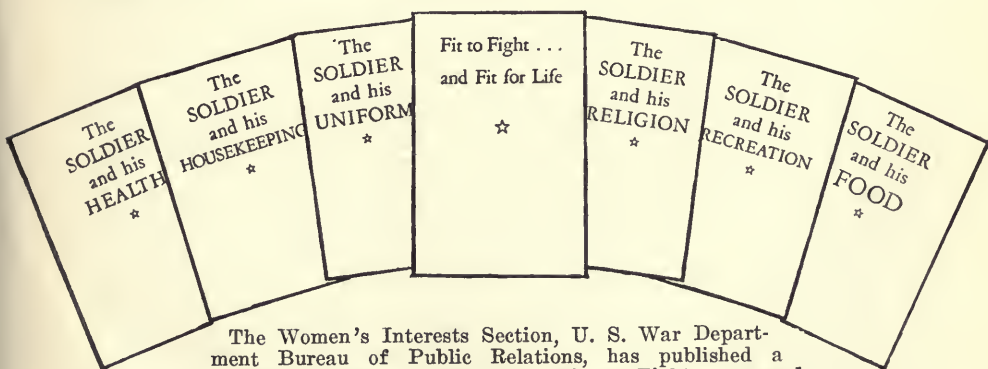 The
SOLDIER
and his
HEALTH
☆
The
SOLDIER
and his
HOUSEKEEPING
☆
The
SOLDIER
and his
UNIFORM
☆
Fit to Fight . . .
and Fit for Life
☆
The
SOLDIER
and his
RELIGION
☆
The
SOLDIER
and his
RECREATION
☆
The
SOLDIER
and his
FOOD
☆
The Women's Interests Section, U. S. War Depart-
ment Bureau of Public Relations, has published a